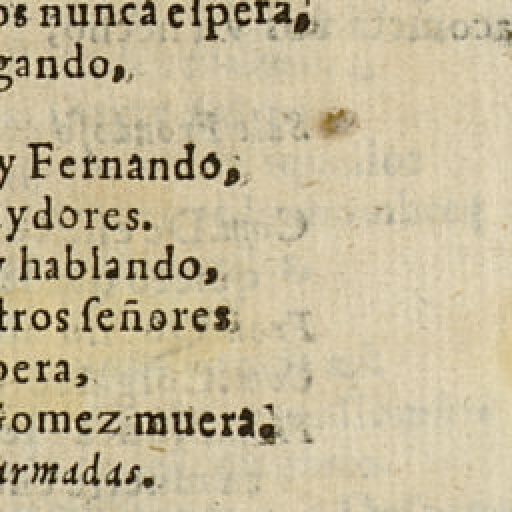 os nunca eſpera,
gando,
y Fernando,
ydores.
y hablando,
tros ſeñores
pera,
Gomez muera.
armadas.